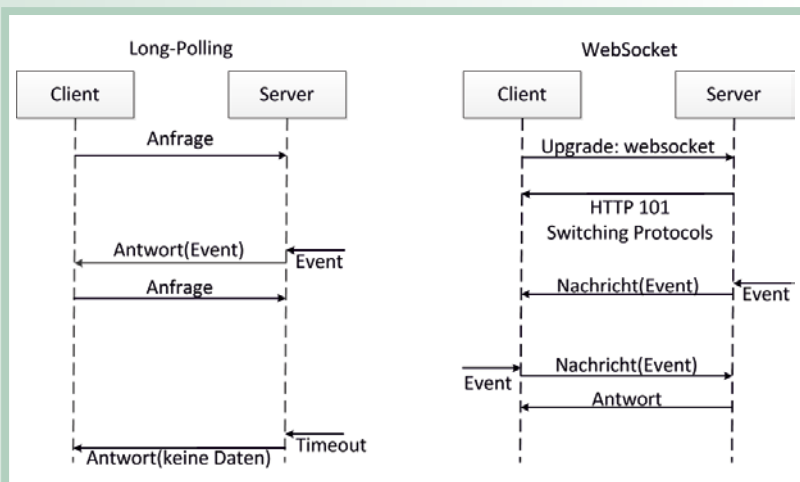 Long-Polling
Client
Server
Anfrage
Antwort(Event)
Event
Anfrage
Timeout
Antwort(keine Daten)
WebSocket
Client
Server
Upgrade: websocket
HTTP 101
Switching Protocols
Nachricht(Event)
Event
Nachricht(Event)
Event
Antwort